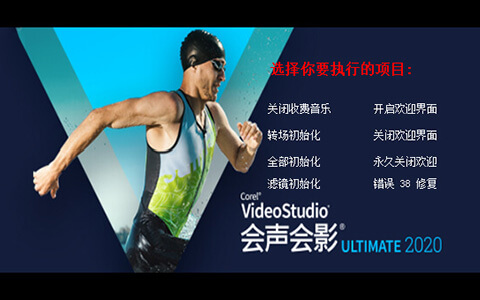 选择你要执行的项目:
关闭收费音乐 开启欢迎界面
转场初始化 关闭欢迎界面
全部初始化 永久关闭欢迎
滤镜初始化 错误 38 修复
Corel®
VideoStudio®
会声会影® ULTIMATE 2020